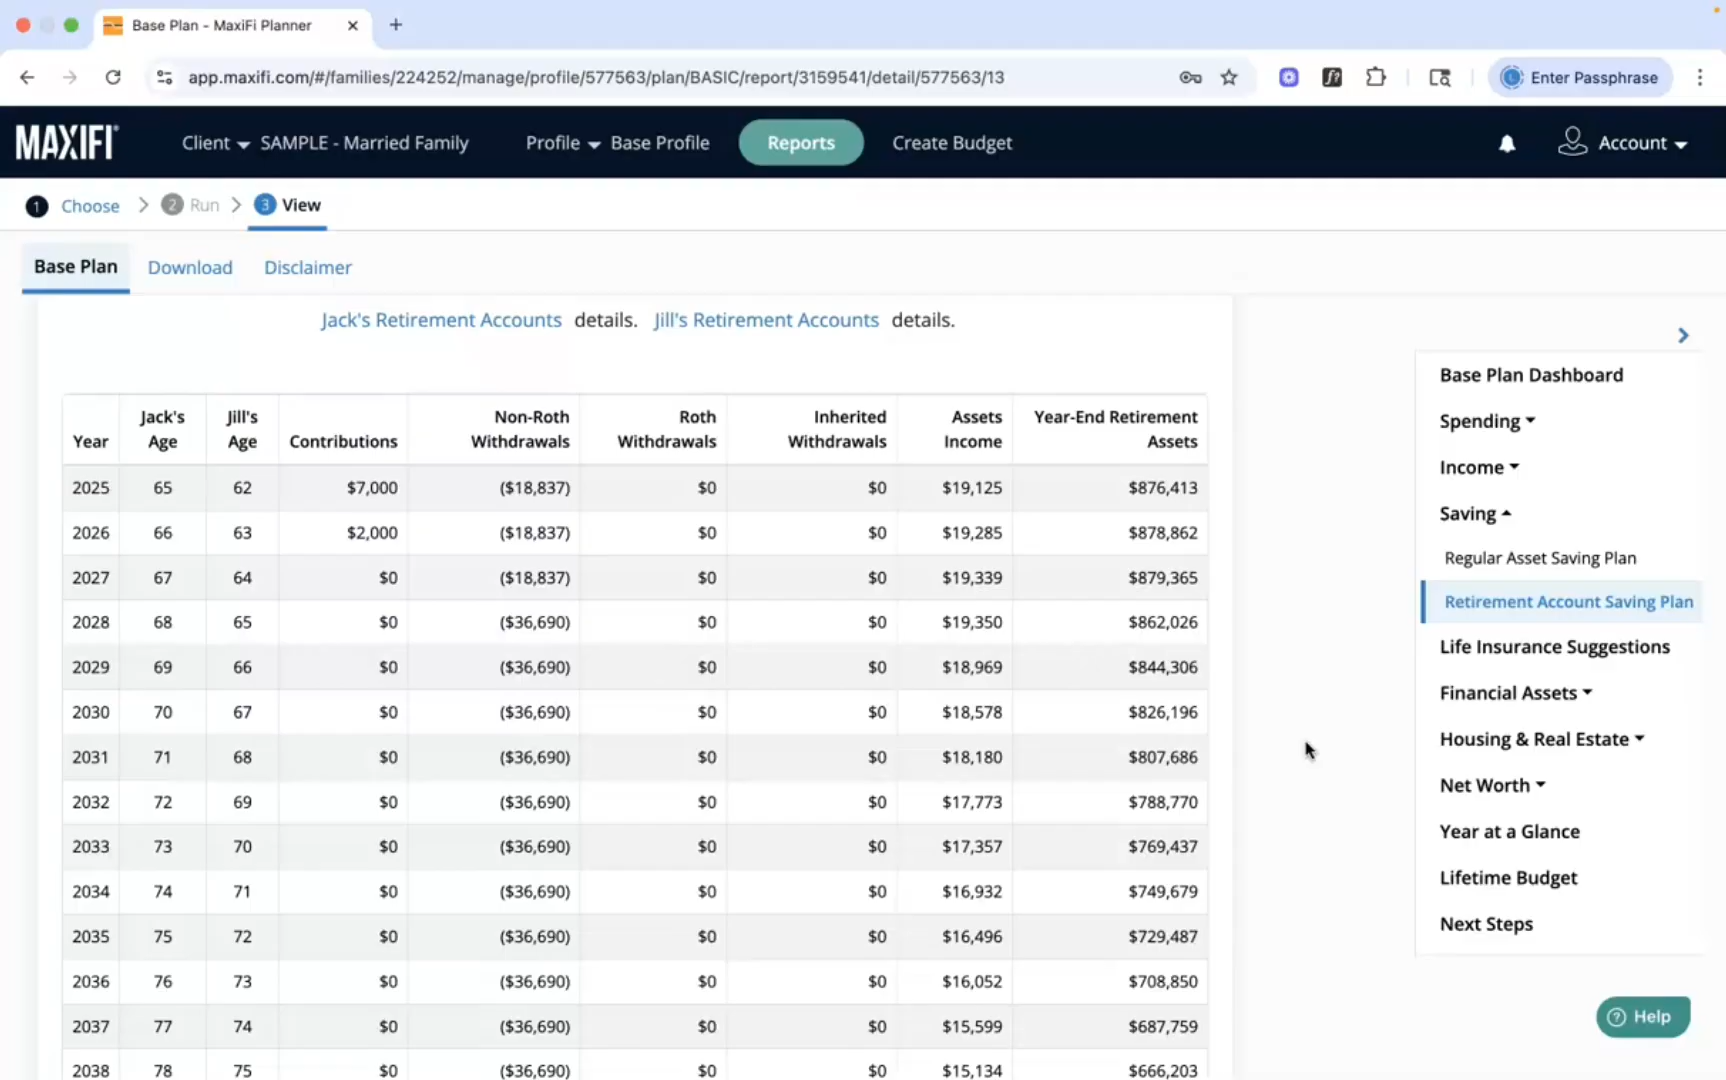 Base Plan - MaxiFi Planner
app.maxifi.com/#/families/224252/manage/profile/577563/plan/BASIC/report/3159541/detail/577563/13
f?
Enter Passphrase
MAXIFI®
Client SAMPLE - Married Family Profile Base Profile Reports Create Budget Account
1 Choose 2 Run 3 View
Base Plan Download Disclaimer
Jack's Retirement Accounts details. Jill's Retirement Accounts details.
Year Jack's Age Jill's Age Contributions Non-Roth Withdrawals Roth Withdrawals Inherited Withdrawals Assets Income Year-End Retirement Assets
2025 65 62 $7,000 ($18,837) $0 $0 $19,125 $876,413
2026 66 63 $2,000 ($18,837) $0 $0 $19,285 $878,862
2027 67 64 $0 ($18,837) $0 $0 $19,339 $879,365
2028 68 65 $0 ($36,690) $0 $0 $19,350 $862,026
2029 69 66 $0 ($36,690) $0 $0 $18,969 $844,306
2030 70 67 $0 ($36,690) $0 $0 $18,578 $826,196
2031 71 68 $0 ($36,690) $0 $0 $18,180 $807,686
2032 72 69 $0 ($36,690) $0 $0 $17,773 $788,770
2033 73 70 $0 ($36,690) $0 $0 $17,357 $769,437
2034 74 71 $0 ($36,690) $0 $0 $16,932 $749,679
2035 75 72 $0 ($36,690) $0 $0 $16,496 $729,487
2036 76 73 $0 ($36,690) $0 $0 $16,052 $708,850
2037 77 74 $0 ($36,690) $0 $0 $15,599 $687,759
2038 78 75 $0 ($36,690) $0 $0 $15,134 $666,203
Base Plan Dashboard
Spending
Income
Saving
Regular Asset Saving Plan
Retirement Account Saving Plan
Life Insurance Suggestions
Financial Assets
Housing & Real Estate
Net Worth
Year at a Glance
Lifetime Budget
Next Steps
? Help